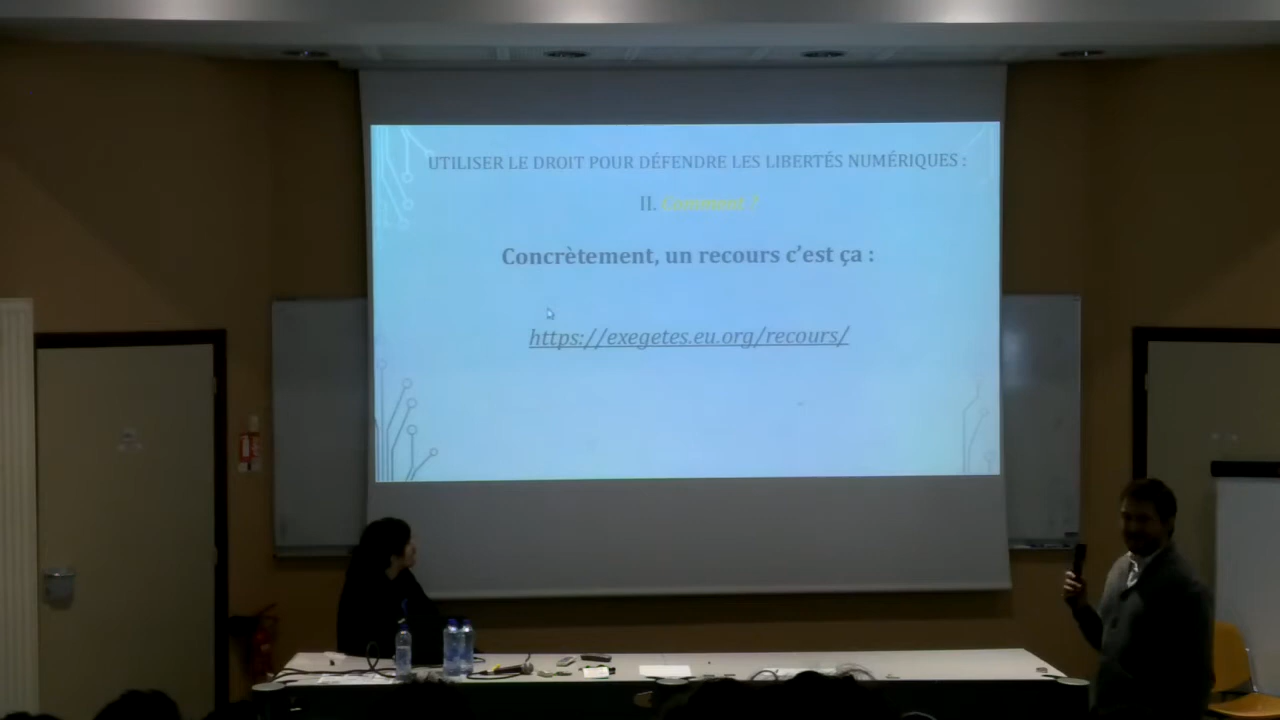 UTILISER LE DROIT POUR DÉFENDRE LES LIBERTÉS NUMÉRIQUES :
II. Comment ?
Concrètement, un recours c'est ça :
https://exegetes.eu.org/recours/